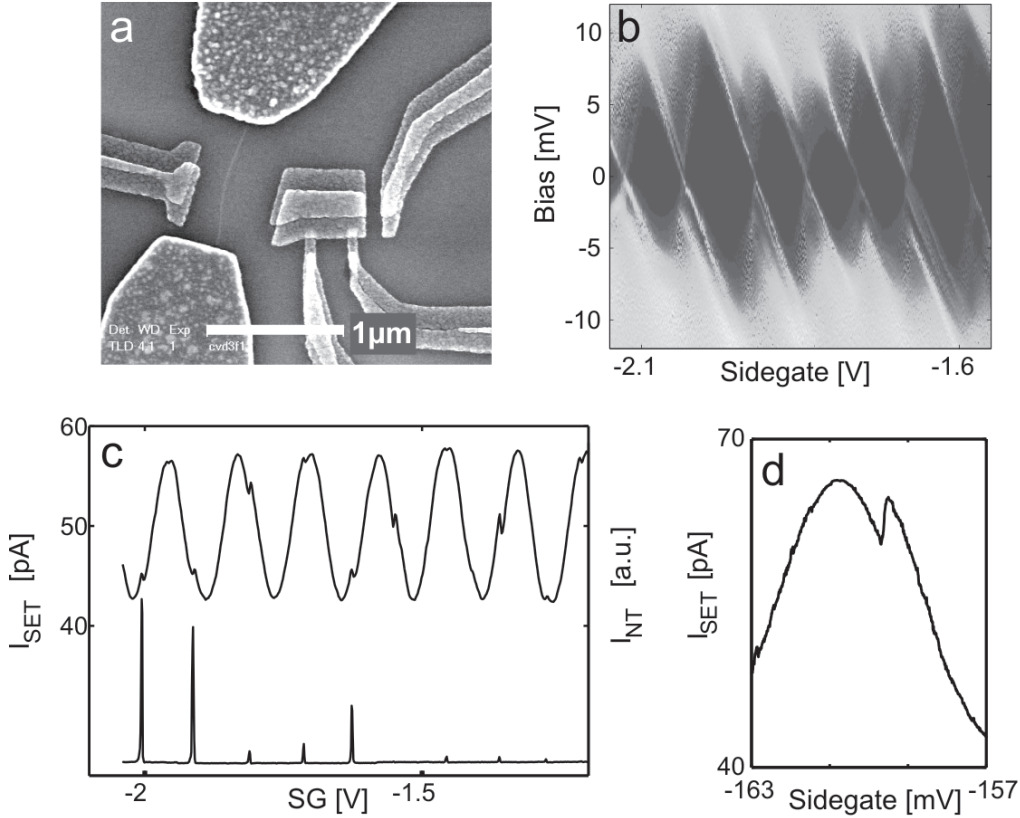 a
Det WD Exp
TLD 4.1 1 cvd3f1
1µm
b
10
5
0
-5
-10
Bias [mV]
-2.1 -1.6
Sidegate [V]
c
60
50
40
I_SET [pA]
I_NT [a.u.]
-2 -1.5
SG [V]
d
70
40
I_SET [pA]
-163 -157
Sidegate [mV]